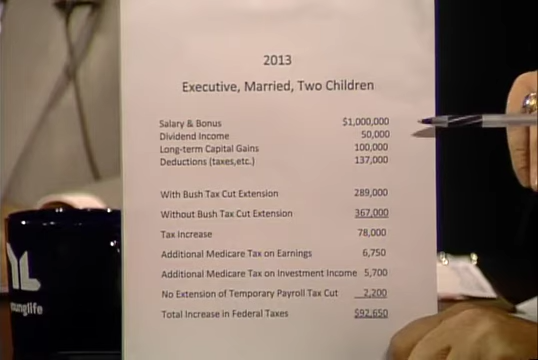 2013
Executive, Married, Two Children
Salary & Bonus $1,000,000
Dividend Income 50,000
Long-term Capital Gains 100,000
Deductions (taxes,etc.) 137,000
With Bush Tax Cut Extension 289,000
Without Bush Tax Cut Extension 367,000
Tax Increase 78,000
Additional Medicare Tax on Earnings 6,750
Additional Medicare Tax on Investment Income 5,700
No Extension of Temporary Payroll Tax Cut 2,200
Total Increase in Federal Taxes $92,650
YL
unglife